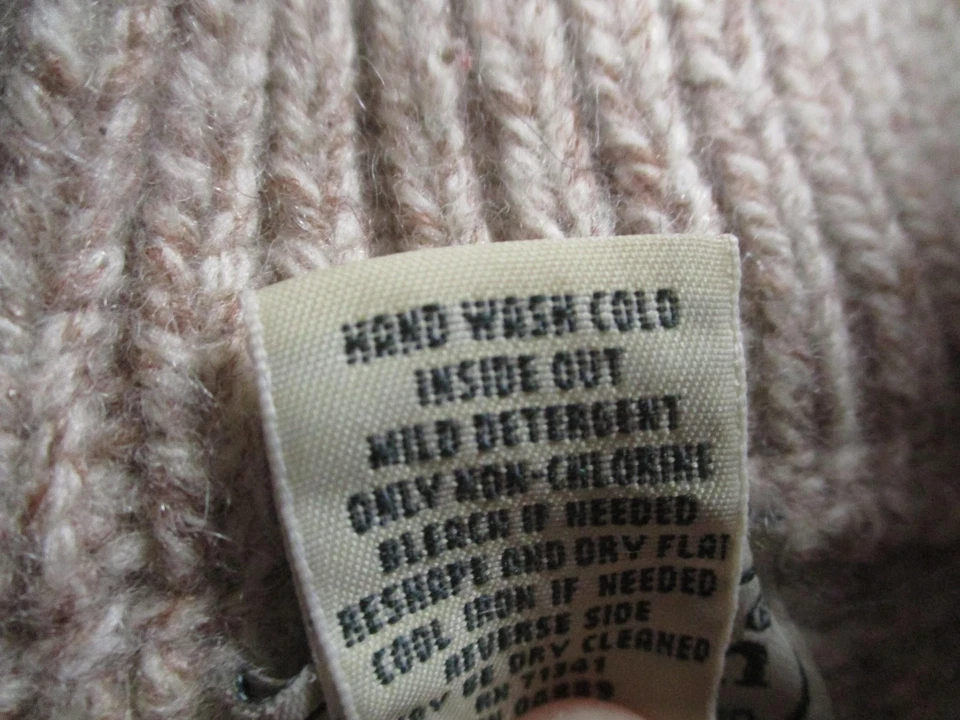 HAND WASH COLD
INSIDE OUT
MILD DETERGENT
ONLY NON-CHLORINE
BLEACH IF NEEDED
RESHAPE AND DRY FLAT
COOL IRON IF NEEDED
REVERSE SIDE
BE DRY CLEANED
RN 71341